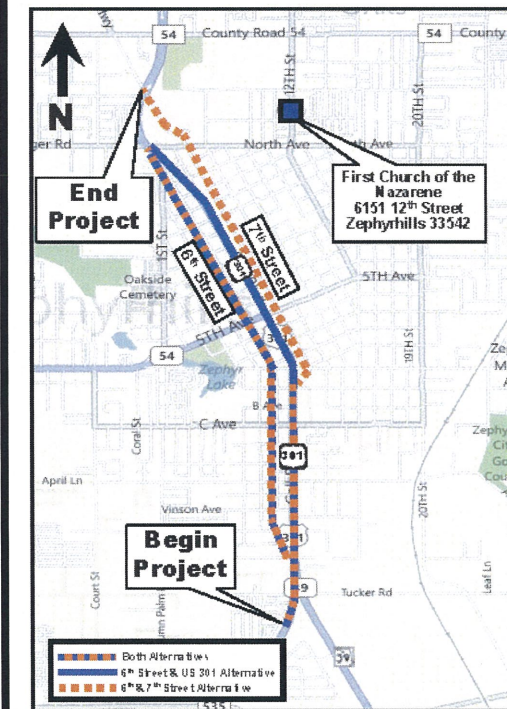 54
County Road 54
54
County
12TH St
20TH St
N
North Ave
Ave
End
Project
First Church of the
Nazarene
6151 12th Street
Zephyrhills 33542
1ST St
7th Street
6th Street
301
Oakside
Cemetery
5TH Ave
5TH Ave
54
Zephyr
Lake
19TH St
B Ave
C Ave
Coral St
301
April Ln
20TH St
Vinson Ave
Begin
Project
Court St
Tucker Rd
Leaf Ln
39
535
Both Alternatives
6th Street & US 301 Alternative
6th & 7th Street Alternative